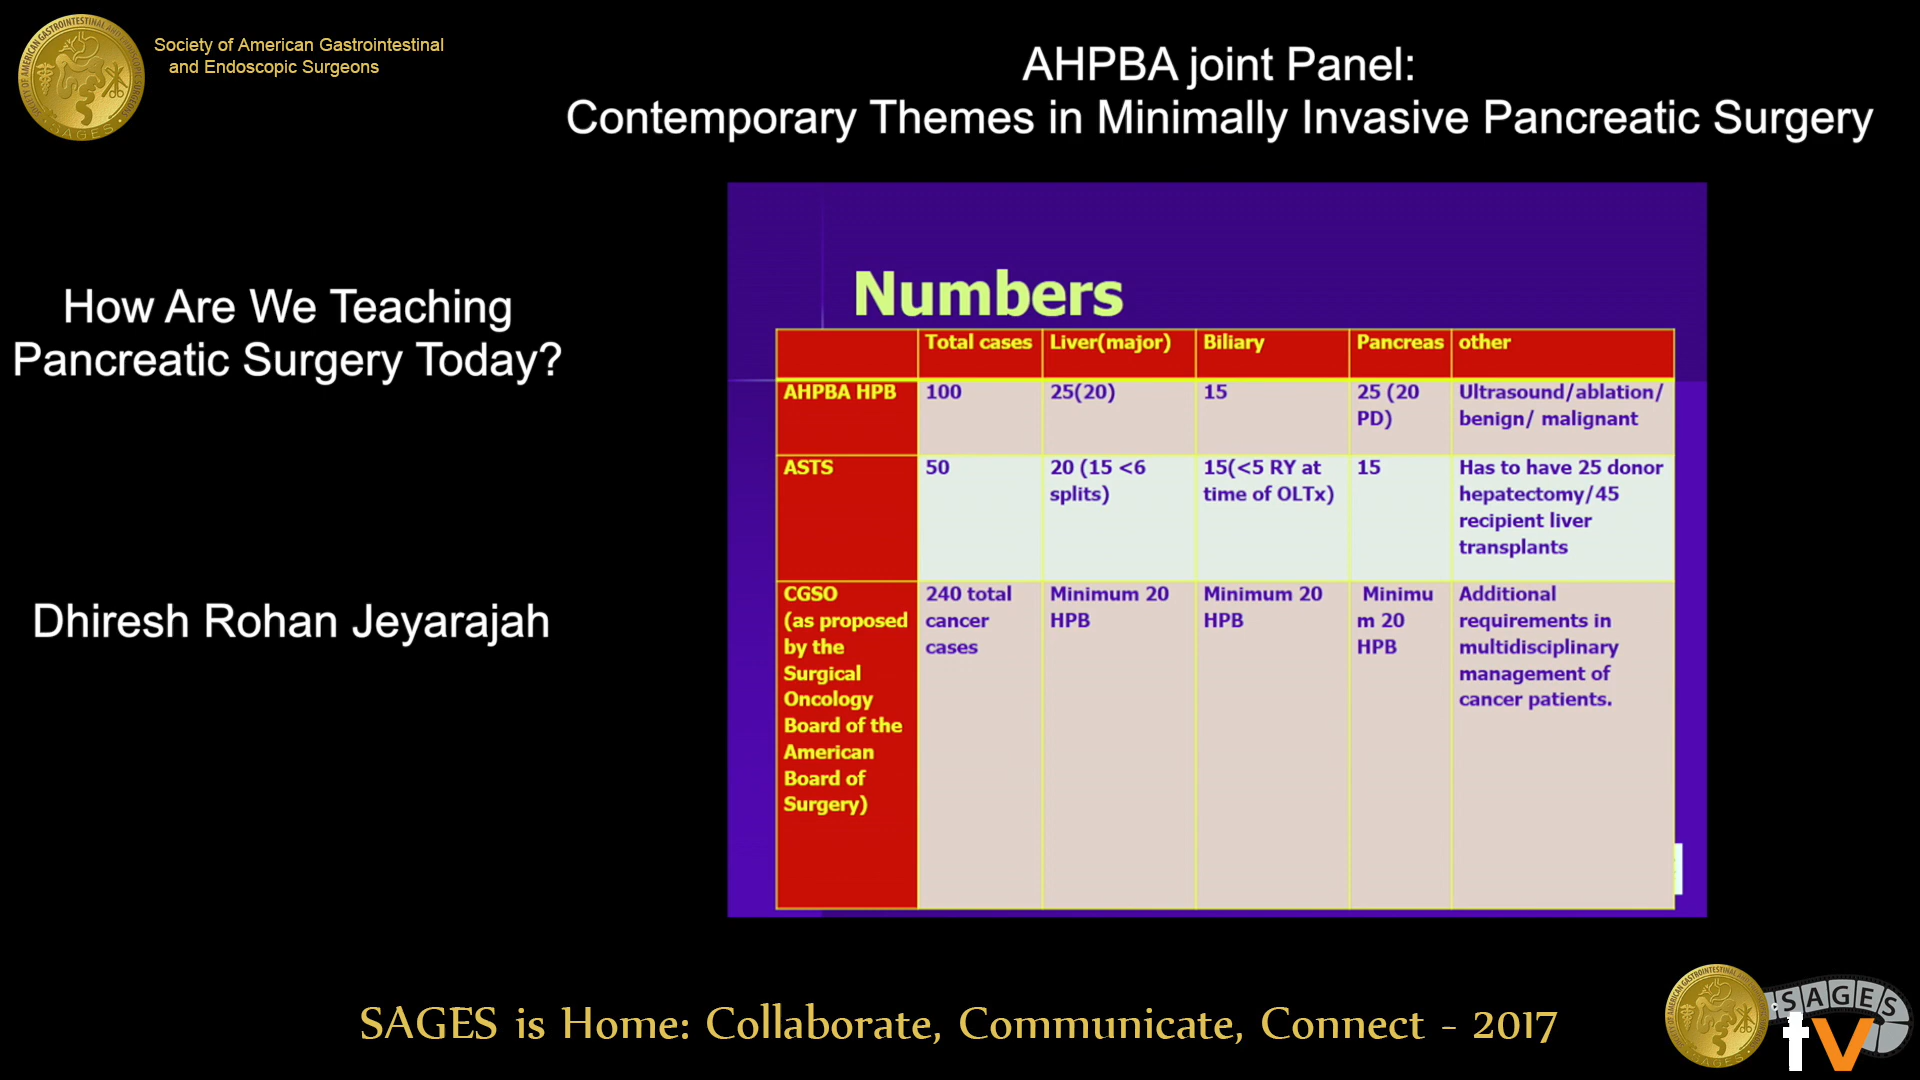 Society of American Gastrointestinal
and Endoscopic Surgeons
AHPBA joint Panel:
Contemporary Themes in Minimally Invasive Pancreatic Surgery
How Are We Teaching
Pancreatic Surgery Today?
Dhiresh Rohan Jeyarajah
Numbers
Total cases Liver(major) Biliary Pancreas other
AHPBA HPB 100 25(20) 15 25 (20 Ultrasound/ablation/
PD) benign/ malignant
ASTS 50 20 (15 <6 15(<5 RY at 15 Has to have 25 donor
splits) time of OLTx) hepatectomy/45
recipient liver
transplants
CGSO 240 total Minimum 20 Minimum 20 Minimu Additional
(as proposed cancer HPB HPB m 20 requirements in
by the cases HPB multidisciplinary
Surgical management of
Oncology cancer patients.
Board of the
American
Board of
Surgery)
SAGES is Home: Collaborate, Communicate, Connect - 2017
SAGES
tv
SAGES